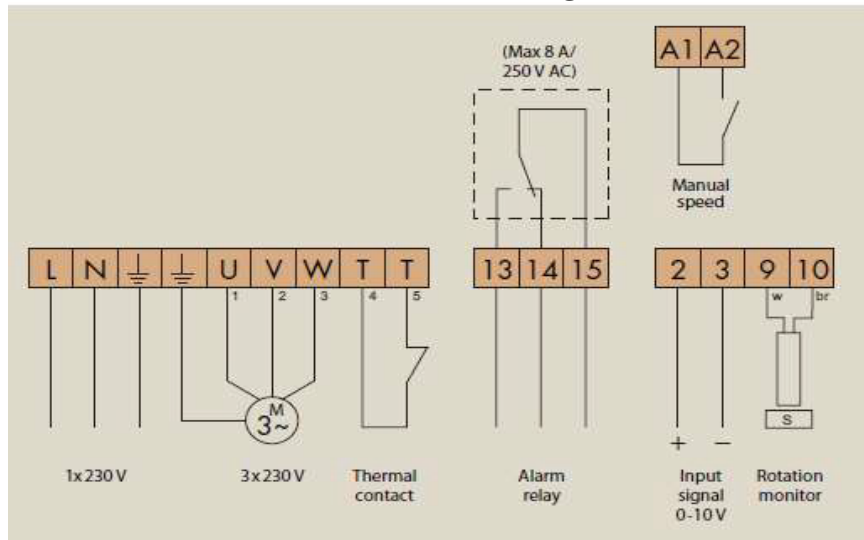 (Max 8 A/
250 V AC)
A1 A2
Manual
speed
L N U V W T T
1 2 3 4 5
13 14 15
2 3 9 10
w br
M
3~
S
+ −
1x230 V
3x230 V
Thermal
contact
Alarm
relay
Input
signal
0-10 V
Rotation
monitor